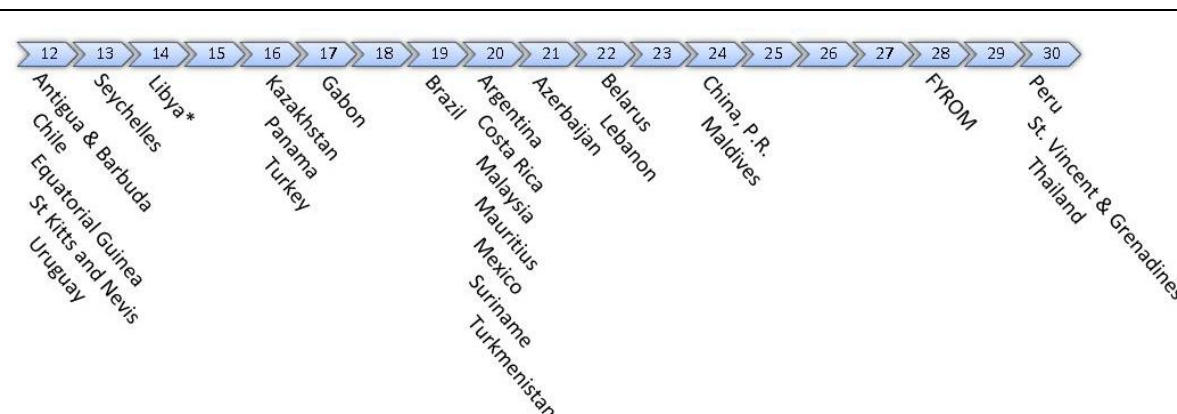 12 13 14 15 16 17 18 19 20 21 22 23 24 25 26 27 28 29 30
Antigua & Barbuda
Chile
Equatorial Guinea
St Kitts and Nevis
Uruguay
Seychelles
Libya*
Kazakhstan
Panama
Turkey
Gabon
Brazil
Argentina
Costa Rica
Malaysia
Mauritius
Mexico
Suriname
Turkmenistan
Azerbaijan
Belarus
Lebanon
China, P.R.
Maldives
FYROM
Peru
St. Vincent & Grenadines
Thailand